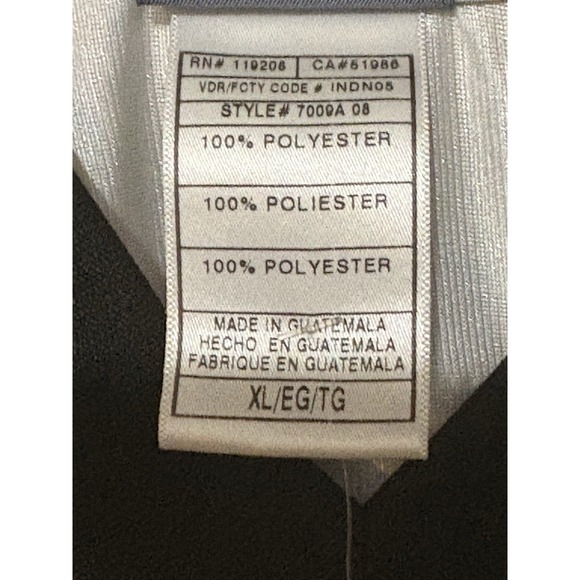 RN# 119206 CA#51986
VDR/FCTY CODE # INDN05
STYLE# 7009A 08
100% POLYESTER
100% POLIESTER
100% POLYESTER
MADE IN GUATEMALA
HECHO EN GUATEMALA
FABRIQUE EN GUATEMALA
XL/EG/TG